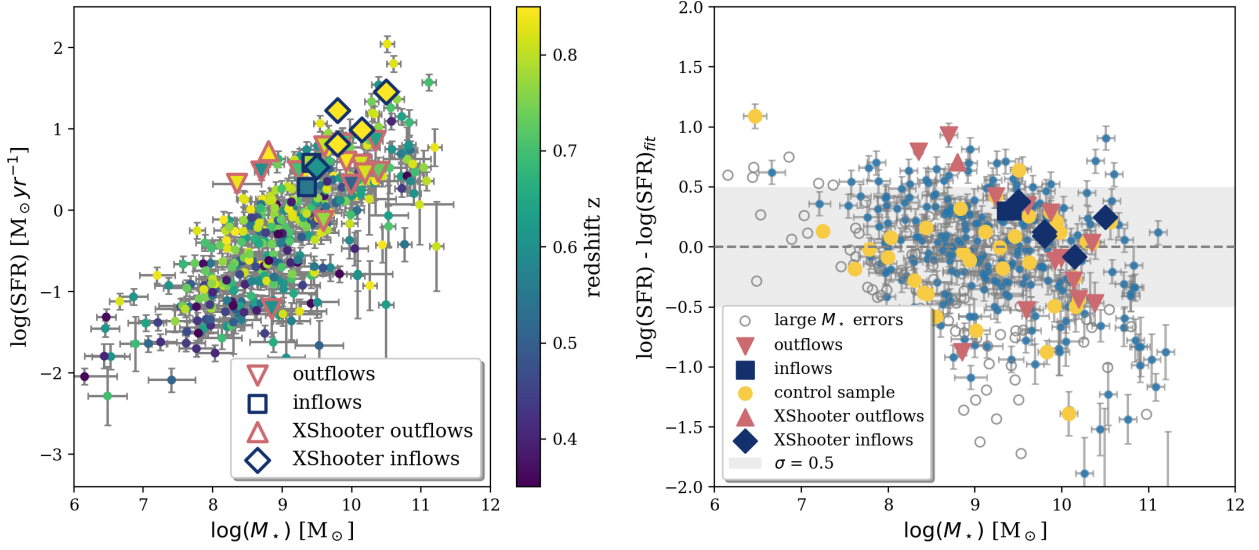 2
1
0
−1
−2
−3
log(SFR) [M⊙yr⁻¹]
6 7 8 9 10 11 12
log(M⋆) [M⊙]
outflows
inflows
XShooter outflows
XShooter inflows
0.8
0.7
0.6
0.5
0.4
redshift z
2.0
1.5
1.0
0.5
0.0
−0.5
−1.0
−1.5
−2.0
log(SFR) - log(SFR)fit
6 7 8 9 10 11 12
log(M⋆) [M⊙]
large M⋆ errors
outflows
inflows
control sample
XShooter outflows
XShooter inflows
σ = 0.5